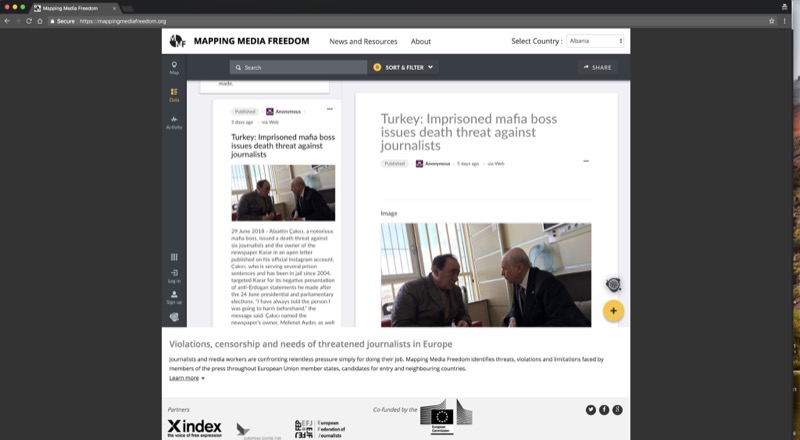 Mapping Media Freedom
Secure
https://mappingmediafreedom.org
MAPPING MEDIA FREEDOM
News and Resources
About
Select Country :
Albania
Map
Data
Activity
Log in
Sign up
Search
SORT & FILTER
SHARE
made.
Published
Anonymous
5 days ago
via Web
Turkey: Imprisoned mafia boss
issues death threat against
journalists
29 June 2018 - Alaattin Çakıcı, a notorious
mafia boss, issued a death threat against
six journalists and the owner of the
newspaper Karar in an open letter
published on his official Instagram account.
Çakıcı, who is serving several prison
sentences and has been in jail since 2004,
targeted Karar for its negative presentation
of anti-Erdogan statements he made after
the 24 June presidential and parliamentary
elections. "I have always told the person I
was going to harm beforehand," the
message said. Çakıcı named the
newspaper's owner, Mehmet Aydın, as well
Turkey: Imprisoned mafia boss
issues death threat against
journalists
Published
Anonymous
5 days ago
via Web
Image
Violations, censorship and needs of threatened journalists in Europe
Journalists and media workers are confronting relentless pressure simply for doing their job. Mapping Media Freedom identifies threats, violations and limitations faced by
members of the press throughout European Union member states, candidates for entry and neighbouring countries.
Learn more
Partners
Xindex
the voice of free expression
EUROPEAN CENTRE FOR
European
Federation of
Journalists
Co-funded by the
European
Commission